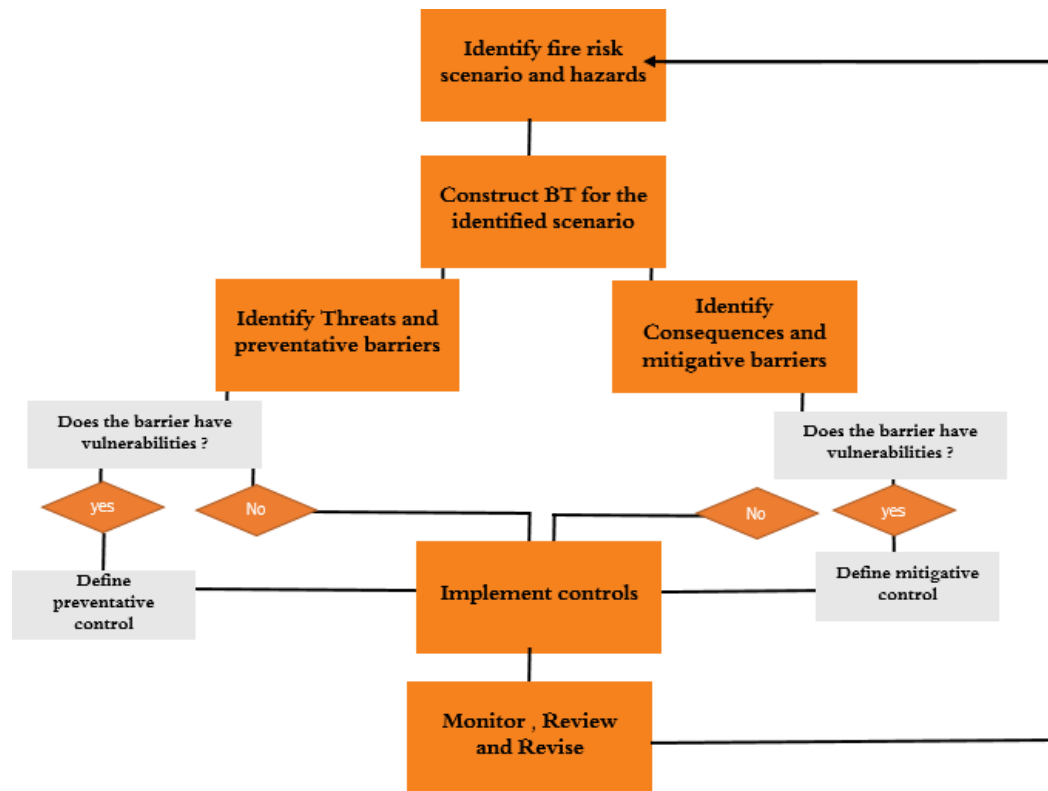 Identify fire risk
scenario and hazards
Construct BT for the
identified scenario
Identify Threats and
preventative barriers
Identify
Consequences and
mitigative barriers
Does the barrier have
vulnerabilities ?
Does the barrier have
vulnerabilities ?
yes
No
No
yes
Define
preventative
control
Implement controls
Define mitigative
control
Monitor , Review
and Revise